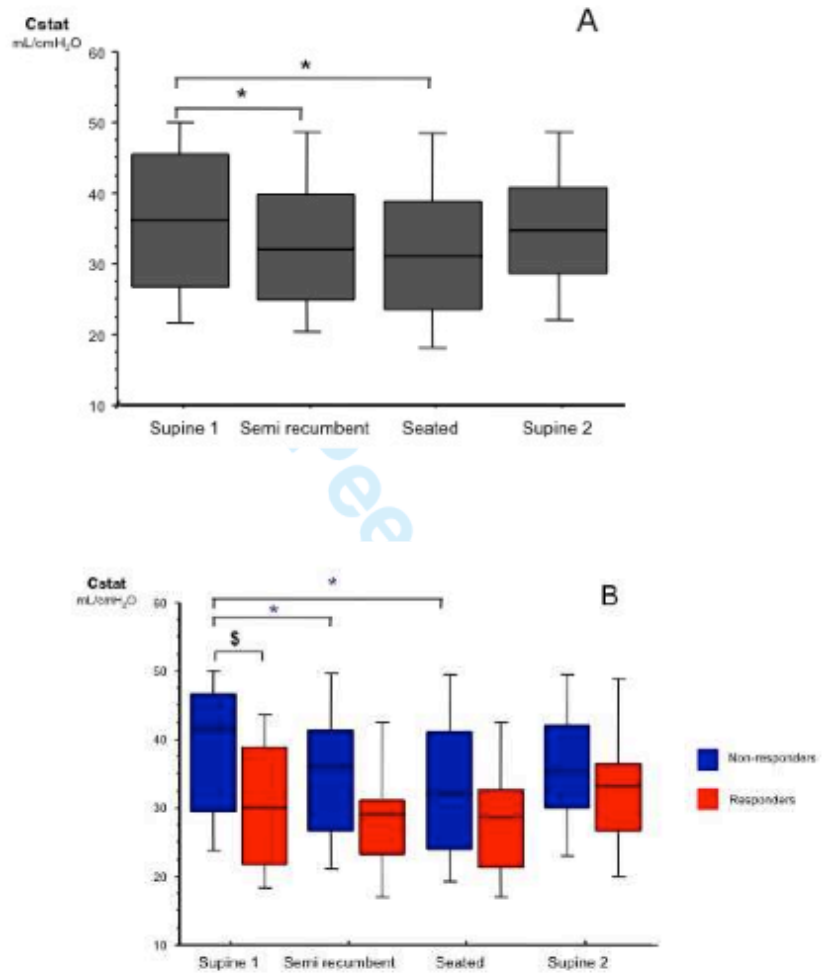 Cstat
A
mL/cmH₂O
60
*
*
50
40
30
20
10
Supine 1 Semi recumbent Seated Supine 2
pee
Cstat
mL/cmH₂O
B
60
*
*
$
50
40
30
20
10
Non-responders
Responders
Supine 1 Semi recumbent Seated Supine 2